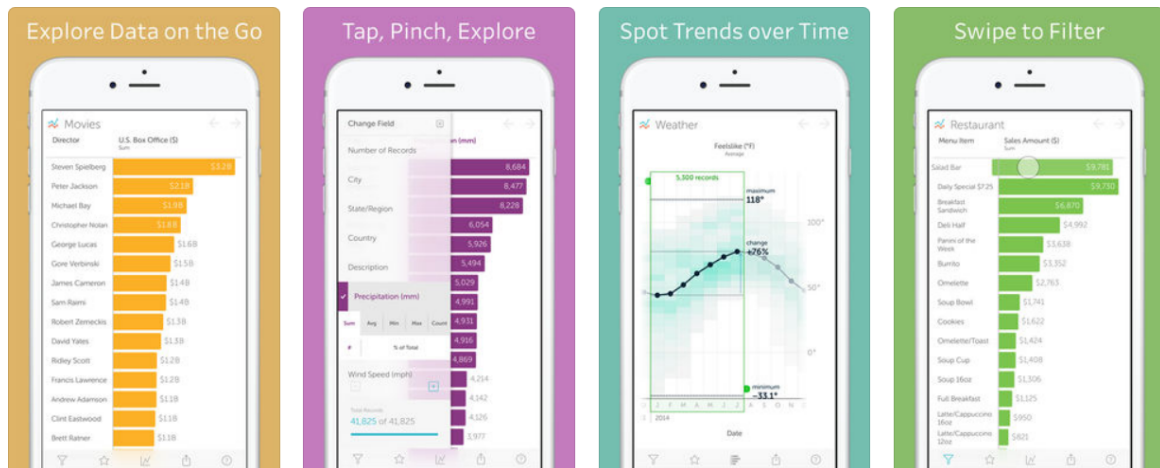 Explore Data on the Go
Movies
Director
U.S. Box Office ($)
Sum
Steven Spielberg $3.2B
Peter Jackson $2.1B
Michael Bay $1.9B
Christopher Nolan $1.8B
George Lucas $1.6B
Gore Verbinski $1.5B
James Cameron $1.4B
Sam Raimi $1.4B
Robert Zemeckis $1.3B
David Yates $1.3B
Ridley Scott $1.2B
Francis Lawrence $1.2B
Andrew Adamson $1.1B
Clint Eastwood $1.1B
Brett Ratner $1.1B
Tap, Pinch, Explore
Change Field
Number of Records
City
State/Region
Country
Description
Precipitation (mm)
Sum Avg Min Max Count
# % of Total
Wind Speed (mph)
Total Records
41,825 of 41,825
on (mm)
8,684
8,477
8,228
6,054
5,926
5,494
5,029
4,991
4,931
4,916
4,869
4,214
4,142
4,126
3,977
Spot Trends over Time
Weather
Feelslike (°F)
Average
5,300 records
maximum
118°
100°
change
+76%
50°
0°
minimum
-33.1°
J F M A M J J A S O N
2014
Date
Swipe to Filter
Restaurant
Menu Item
Sales Amount ($)
Sum
Salad Bar $9,781
Daily Special $7.25 $9,730
Breakfast
Sandwich $6,870
Deli Half $4,992
Panini of the
Week $3,638
Burrito $3,352
Omelette $2,763
Soup Bowl $1,741
Cookies $1,622
Omelette/Toast $1,424
Soup Cup $1,408
Soup 16oz $1,306
Full Breakfast $1,125
Latte/Cappuccino
16oz $950
Latte/Cappuccino
12oz $821